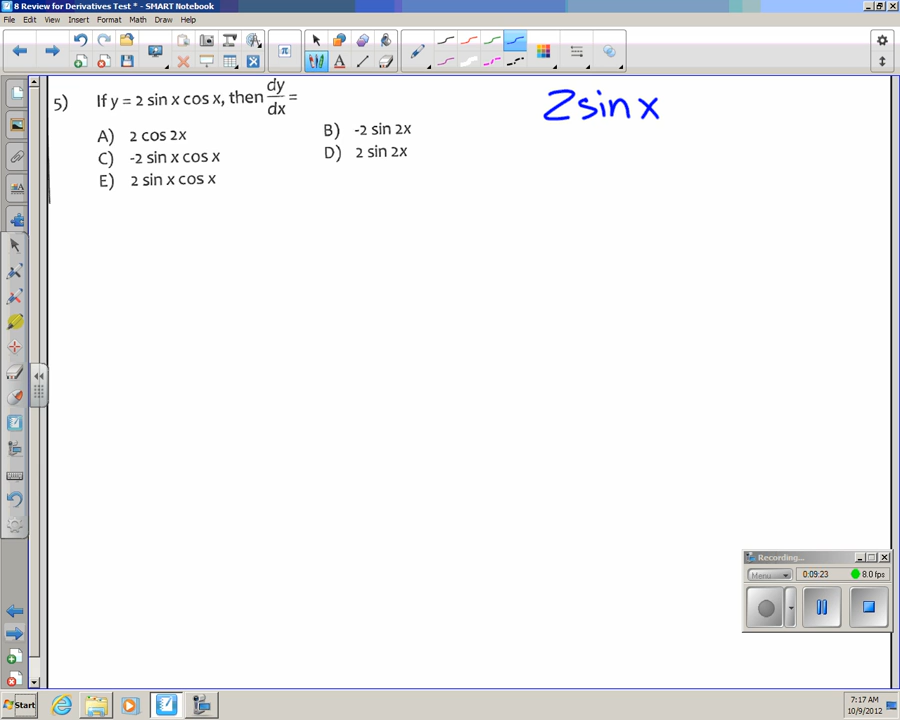 8 Review for Derivatives Test * - SMART Notebook
File Edit View Insert Format Math Draw Help
5) If y = 2 sin x cos x, then dy/dx =
2sin x
A) 2 cos 2x
B) -2 sin 2x
C) -2 sin x cos x
D) 2 sin 2x
E) 2 sin x cos x
Recording...
Menu
0:09:23
8.0 fps
Start
7:17 AM
10/9/2012